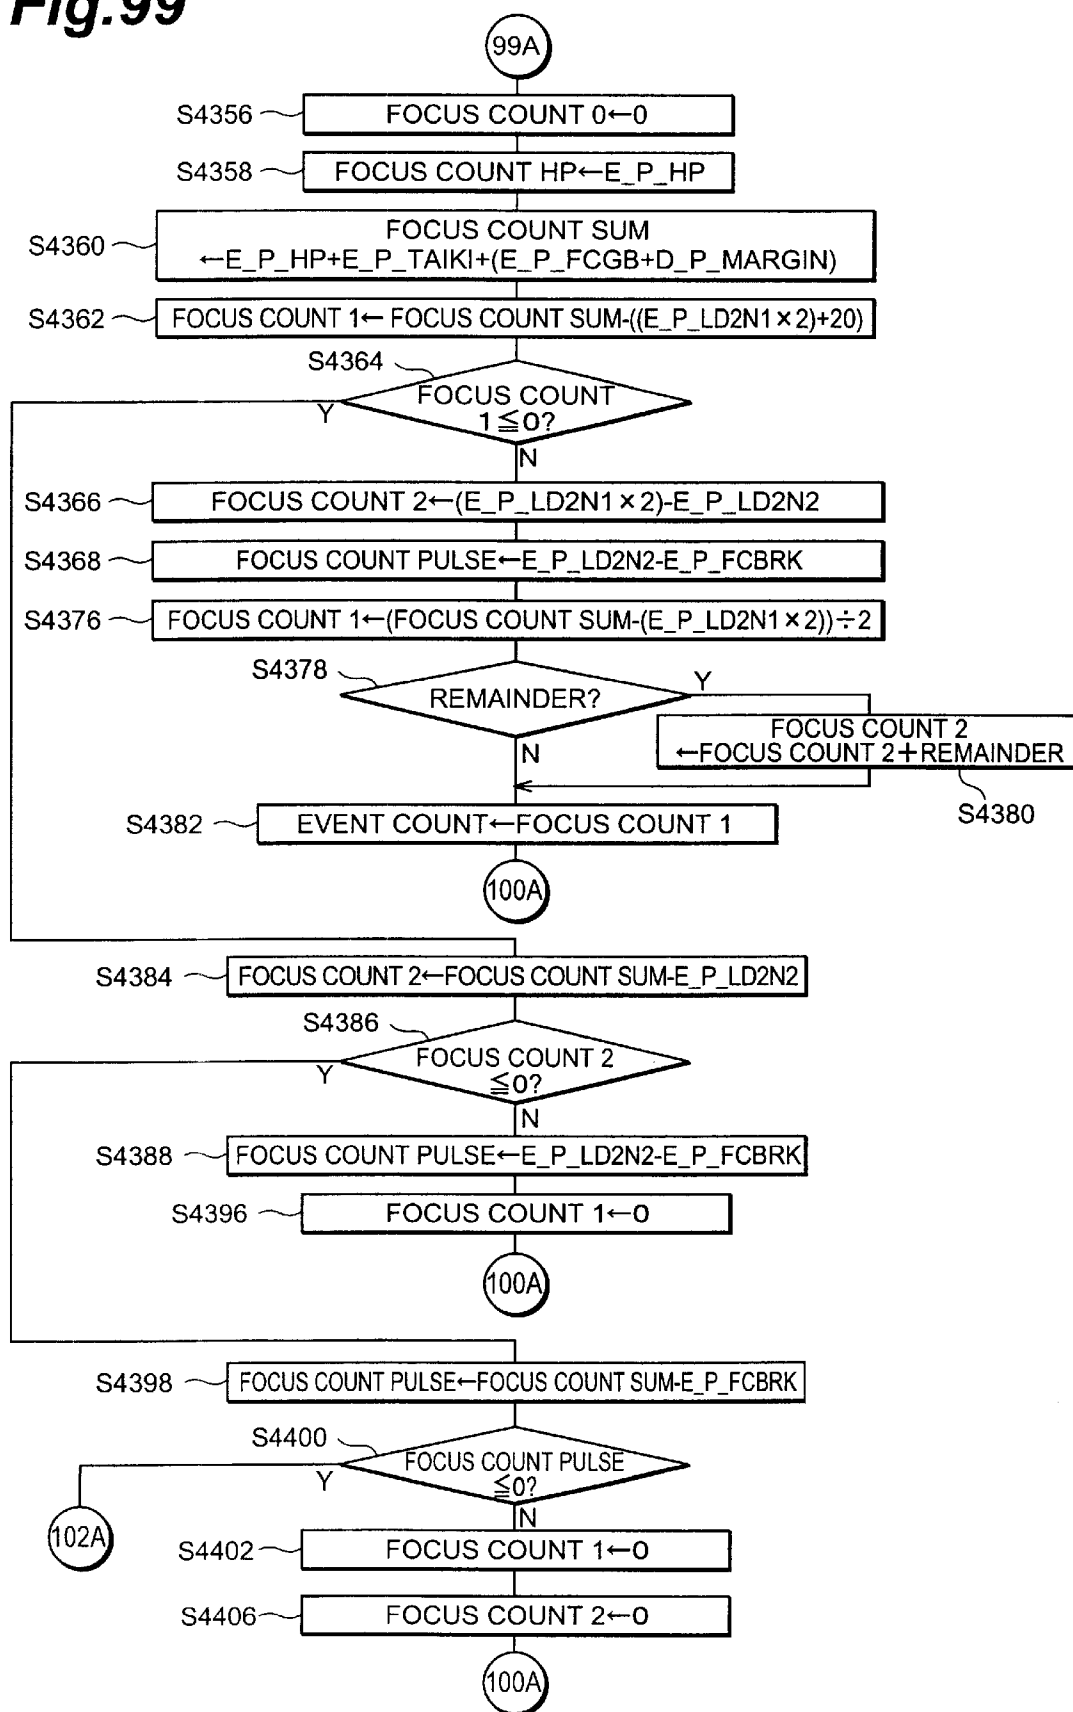 Fig.99
99A
S4356
FOCUS COUNT 0←0
S4358
FOCUS COUNT HP←E_P_HP
S4360
FOCUS COUNT SUM
←E_P_HP+E_P_TAIKI+(E_P_FCGB+D_P_MARGIN)
S4362
FOCUS COUNT 1← FOCUS COUNT SUM-((E_P_LD2N1×2)+20)
S4364
FOCUS COUNT
1≦0?
Y
N
S4366
FOCUS COUNT 2←(E_P_LD2N1×2)-E_P_LD2N2
S4368
FOCUS COUNT PULSE←E_P_LD2N2-E_P_FCBRK
S4376
FOCUS COUNT 1←(FOCUS COUNT SUM-(E_P_LD2N1×2))÷2
S4378
REMAINDER?
Y
N
FOCUS COUNT 2
←FOCUS COUNT 2+REMAINDER
S4380
S4382
EVENT COUNT←FOCUS COUNT 1
100A
S4384
FOCUS COUNT 2←FOCUS COUNT SUM-E_P_LD2N2
S4386
FOCUS COUNT 2
≦0?
Y
N
S4388
FOCUS COUNT PULSE←E_P_LD2N2-E_P_FCBRK
S4396
FOCUS COUNT 1←0
100A
S4398
FOCUS COUNT PULSE←FOCUS COUNT SUM-E_P_FCBRK
S4400
FOCUS COUNT PULSE
≦0?
Y
N
102A
S4402
FOCUS COUNT 1←0
S4406
FOCUS COUNT 2←0
100A